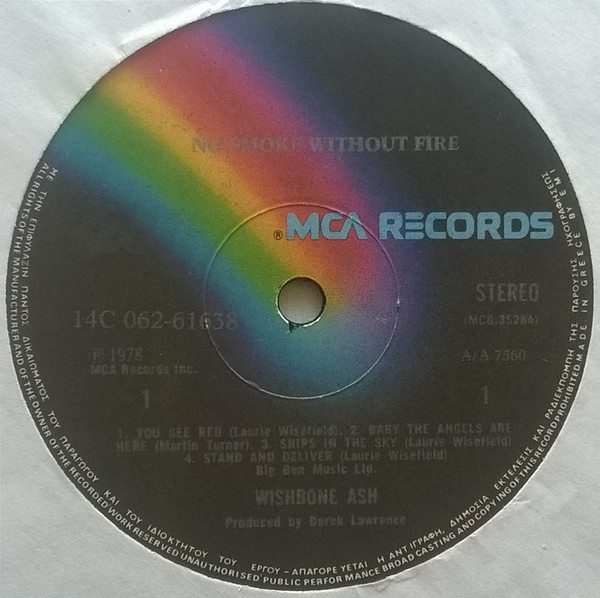 NO SMOKE WITHOUT FIRE
® MCA RECORDS
STEREO
14C 062-61638
(MCG.3528A)
℗ 1978
MCA Records Inc.
A/A 7560
1
1
1. YOU SEE RED (Laurie Wisefield). 2. BABY THE ANGELS ARE
HERE (Martin Turner). 3. SHIPS IN THE SKY (Laurie Wisefield)
4. STAND AND DELIVER (Laurie Wisefield)
Big Ben Music Ltd.
WISHBONE ASH
Produced by Derek Lawrence
ΜΕ ΤΗΝ ΕΠΙΦΥΛΑΞΙΝ ΠΑΝΤΟΣ ΔΙΚΑΙΩΜΑΤΟΣ ΤΟΥ ΠΑΡΑΓΩΓΟΥ ΚΑΙ ΤΟΥ ΙΔΙΟΚΤΗΤΟΥ ΤΟΥ ΕΡΓΟΥ - ΑΠΑΓΟΡΕΥΕΤΑΙ Η ΑΝΤΙΓΡΑΦΗ, ΔΗΜΟΣΙΑ ΕΚΤΕΛΕΣΙΣ ΚΑΙ ΡΑΔΙΕΚΠΟΜΠΗ ΤΗΣ ΠΑΡΟΥΣΗΣ ΗΧΟΓΡΑΦΗΣΕΩΣ
ALL RIGHTS OF THE MANUFACTURER AND OF THE OWNER OF THE RECORDED WORK RESERVED UNAUTHORISED PUBLIC PERFORMANCE BROADCASTING AND COPYING OF THIS RECORD PROHIBITED MADE IN GREECE BY EMI